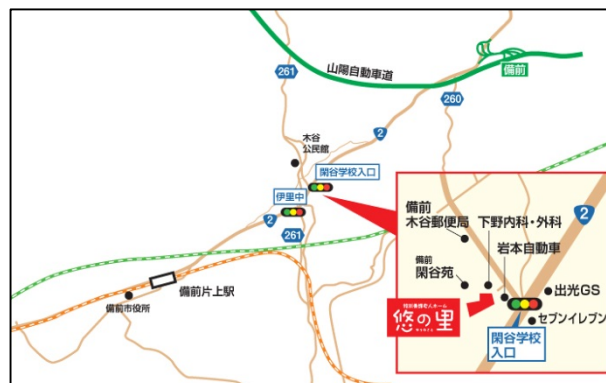 261
山陽自動車道
備前
260
2
木谷
公民館
閑谷学校入口
伊里中
2
261
備前片上駅
備前市役所
備前
木谷郵便局
下野内科・外科
岩本自動車
備前
閑谷苑
2
出光GS
悠の里
セブンイレブン
閑谷学校
入口